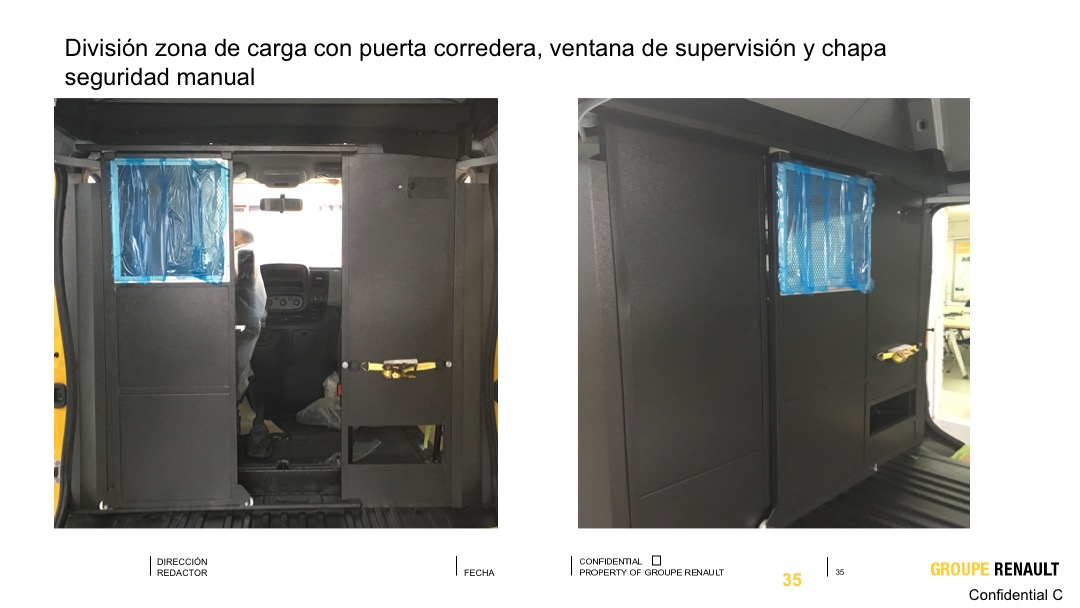 División zona de carga con puerta corredera, ventana de supervisión y chapa
seguridad manual
DIRECCIÓN
REDACTOR
FECHA
CONFIDENTIAL
PROPERTY OF GROUPE RENAULT
35
35
GROUPE RENAULT
Confidential C